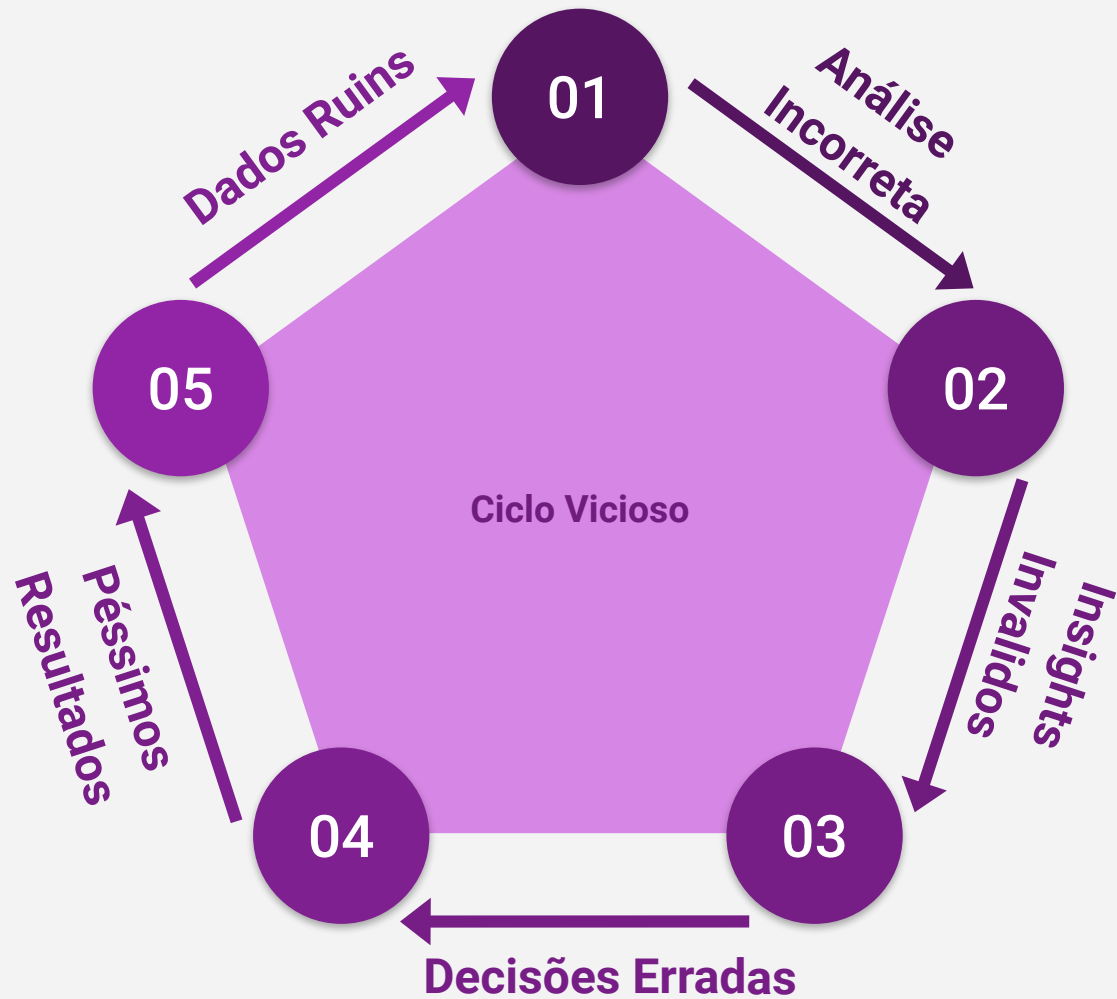 01
Análise
Incorreta
02
Insights
Invalidos
03
Decisões Erradas
04
Péssimos
Resultados
05
Dados Ruins
Ciclo Vicioso